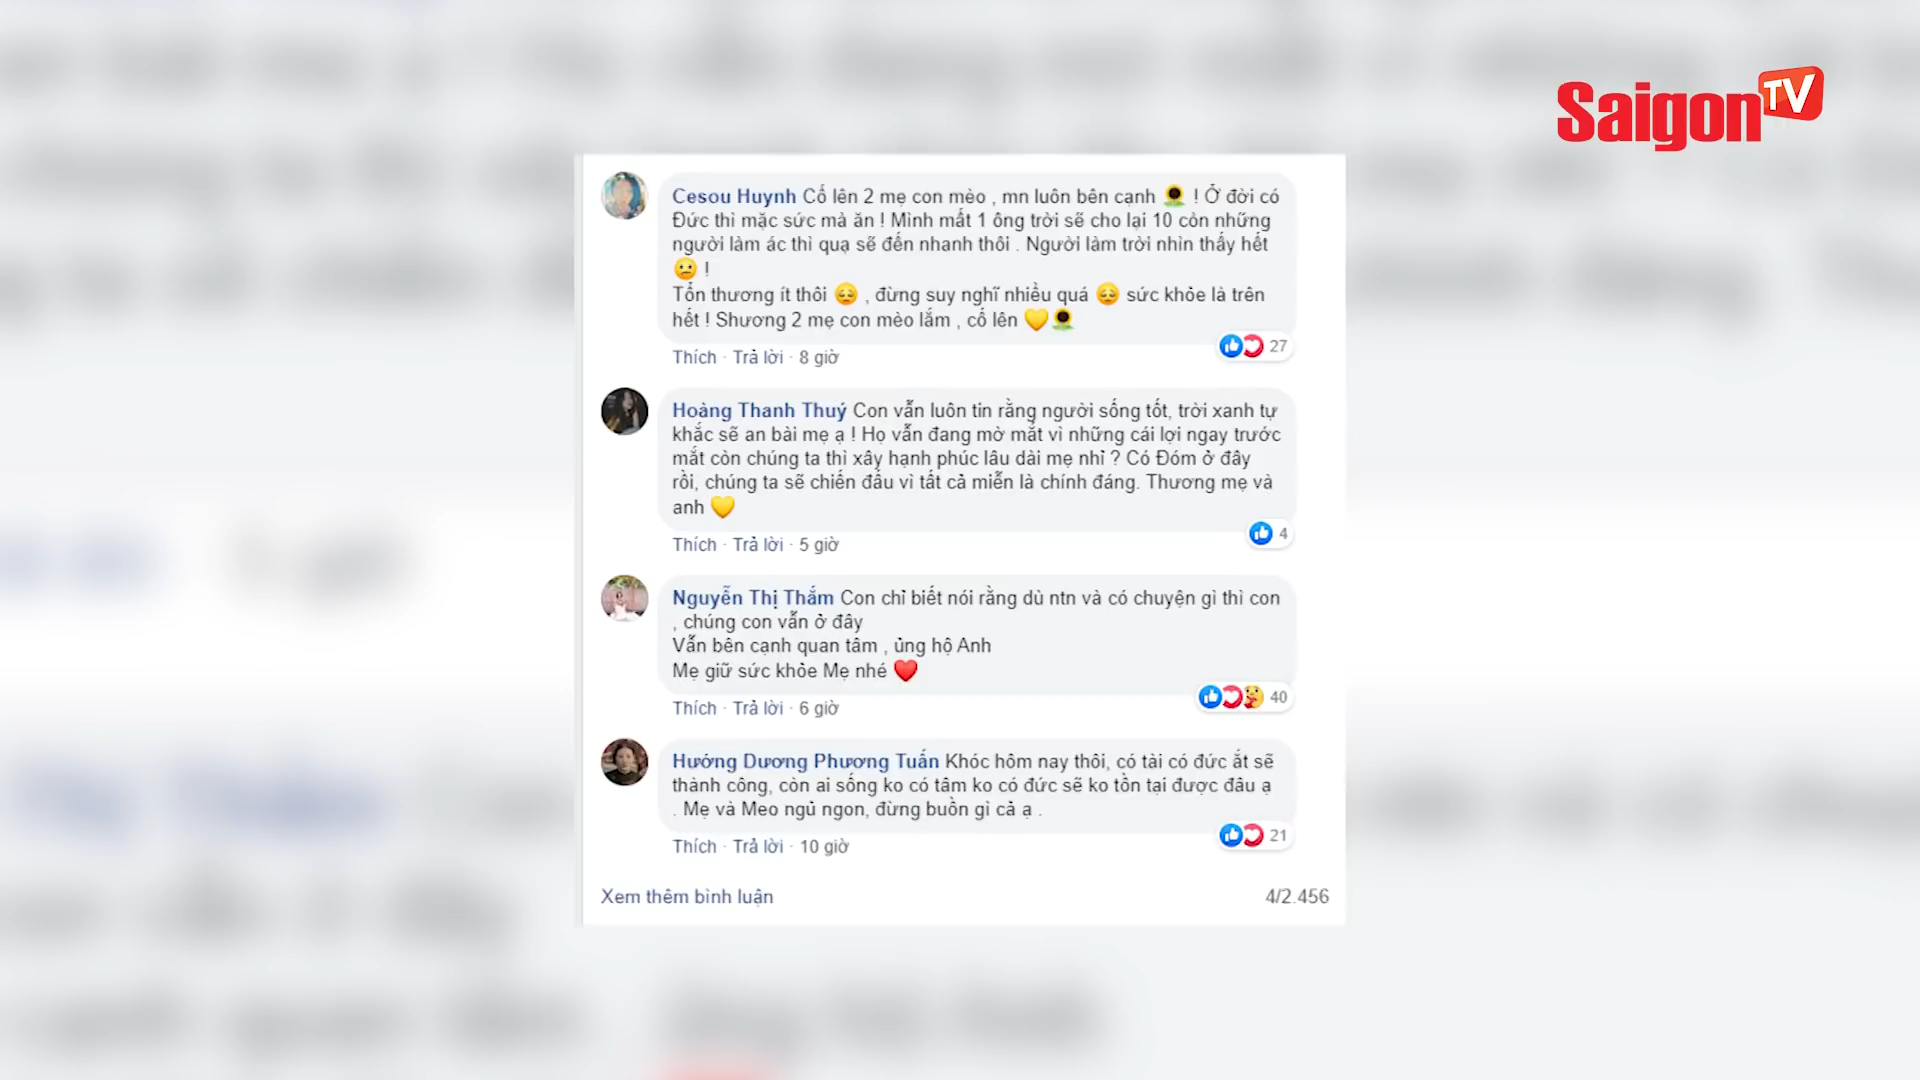 Saigon TV
Cesou Huynh Cố lên 2 mẹ con mèo , mn luôn bên cạnh 🌻 ! Ở đời có
Đức thì mặc sức mà ăn ! Mình mất 1 ông trời sẽ cho lại 10 còn những
người làm ác thì quạ sẽ đến nhanh thôi . Người làm trời nhìn thấy hết
😕 !
Tổn thương ít thôi 😔 , đừng suy nghĩ nhiều quá 😔 sức khỏe là trên
hết ! Shương 2 mẹ con mèo lắm , cố lên 💛🌻
27
Thích · Trả lời · 8 giờ
Hoàng Thanh Thuý Con vẫn luôn tin rằng người sống tốt, trời xanh tự
khắc sẽ an bài mẹ ạ ! Họ vẫn đang mờ mắt vì những cái lợi ngay trước
mắt còn chúng ta thì xây hạnh phúc lâu dài mẹ nhỉ ? Có Đóm ở đây
rồi, chúng ta sẽ chiến đấu vì tất cả miễn là chính đáng. Thương mẹ và
anh 💛
4
Thích · Trả lời · 5 giờ
Nguyễn Thị Thắm Con chỉ biết nói rằng dù ntn và có chuyện gì thì con
, chúng con vẫn ở đây
Vẫn bên cạnh quan tâm , ủng hộ Anh
Mẹ giữ sức khỏe Mẹ nhé ❤️
40
Thích · Trả lời · 6 giờ
Hướng Dương Phương Tuấn Khóc hôm nay thôi, có tài có đức ắt sẽ
thành công, còn ai sống ko có tâm ko có đức sẽ ko tồn tại được đâu ạ
. Mẹ và Meo ngủ ngon, đừng buồn gì cả ạ .
21
Thích · Trả lời · 10 giờ
Xem thêm bình luận
4/2.456